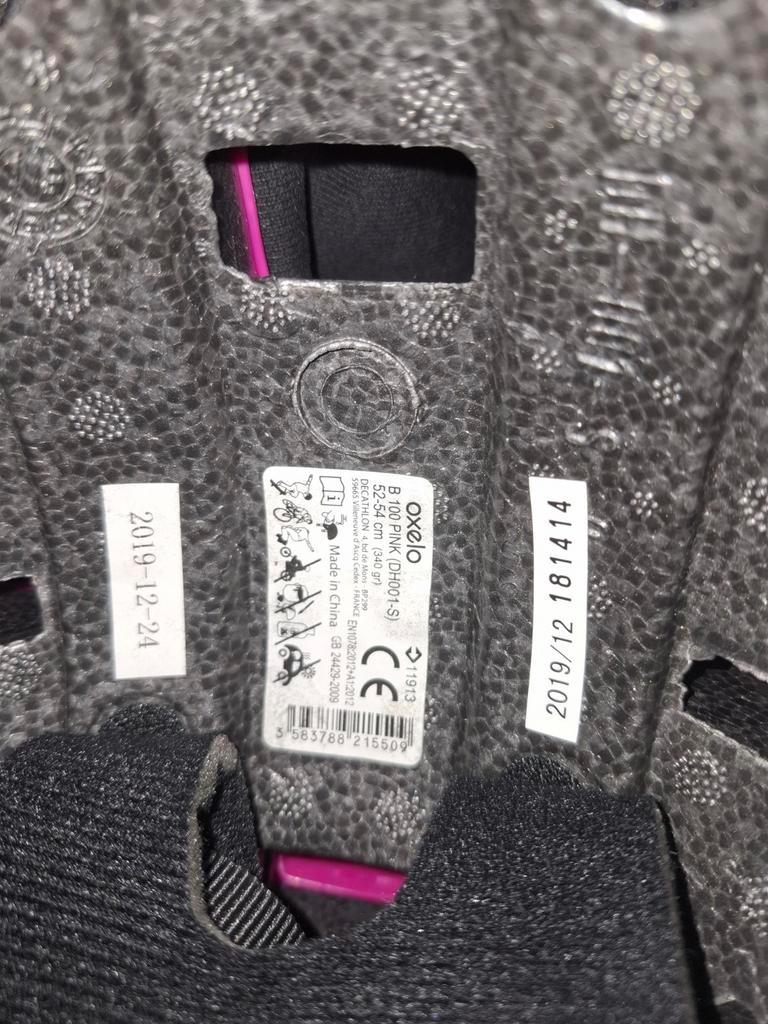 2019-12-24
oxelo
B 100 PINK (DH001-S)
52-54 cm (340 gr)
DECATHLON 4, bd de Mons - BP299
59665 Villeneuve d'Ascq Cedex - FRANCE
Made in China
11913
CE
EN1078:2012+A1:2012
GB 24429-2009
3 583788 215509
2019/12 181414